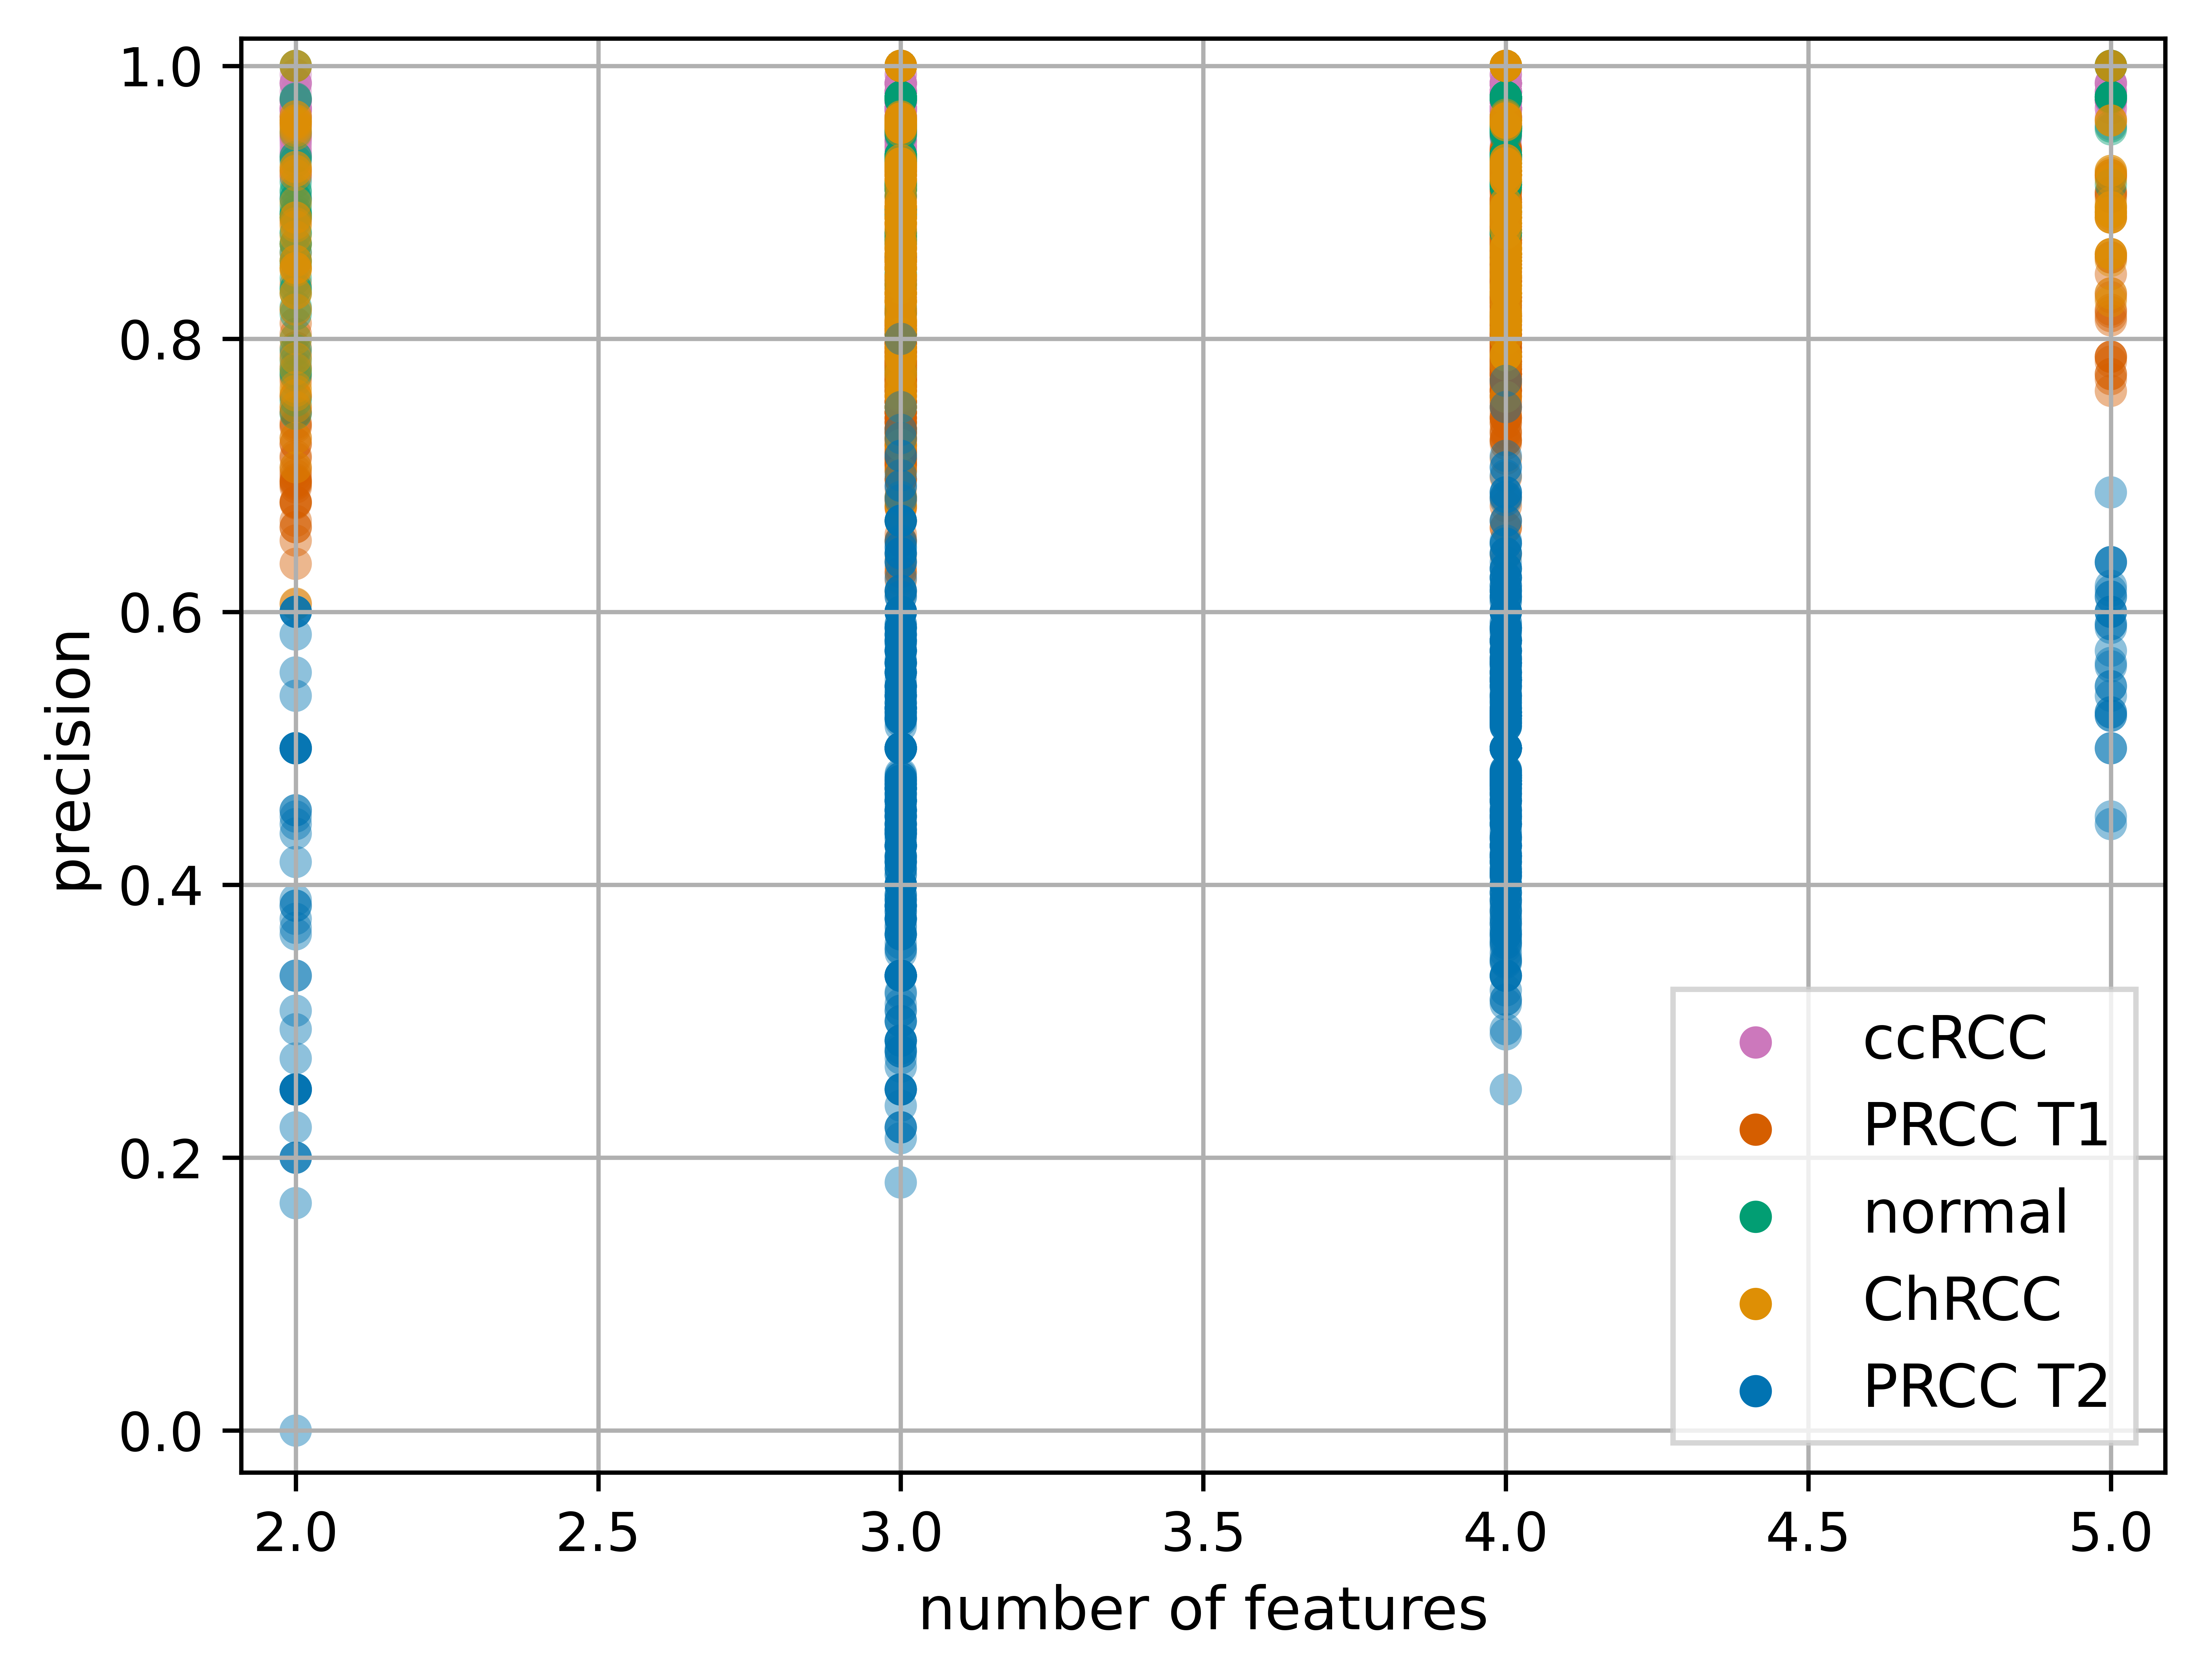 precision
1.0
0.8
0.6
0.4
0.2
0.0
2.0 2.5 3.0 3.5 4.0 4.5 5.0
number of features
ccRCC
PRCC T1
normal
ChRCC
PRCC T2